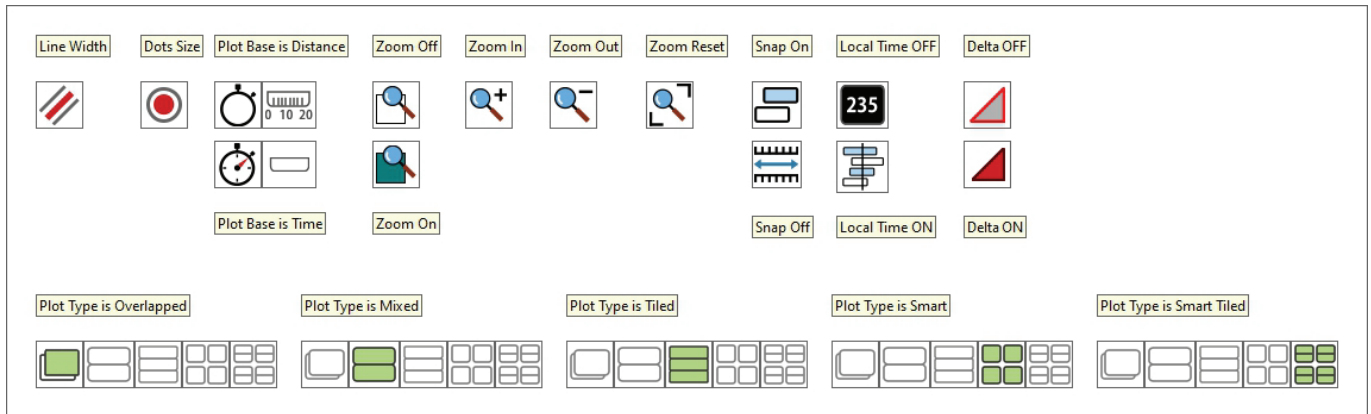 Line Width Dots Size Plot Base is Distance Zoom Off Zoom In Zoom Out Zoom Reset Snap On Local Time OFF Delta OFF
0 10 20 235
Plot Base is Time Zoom On Snap Off Local Time ON Delta ON
Plot Type is Overlapped Plot Type is Mixed Plot Type is Tiled Plot Type is Smart Plot Type is Smart Tiled